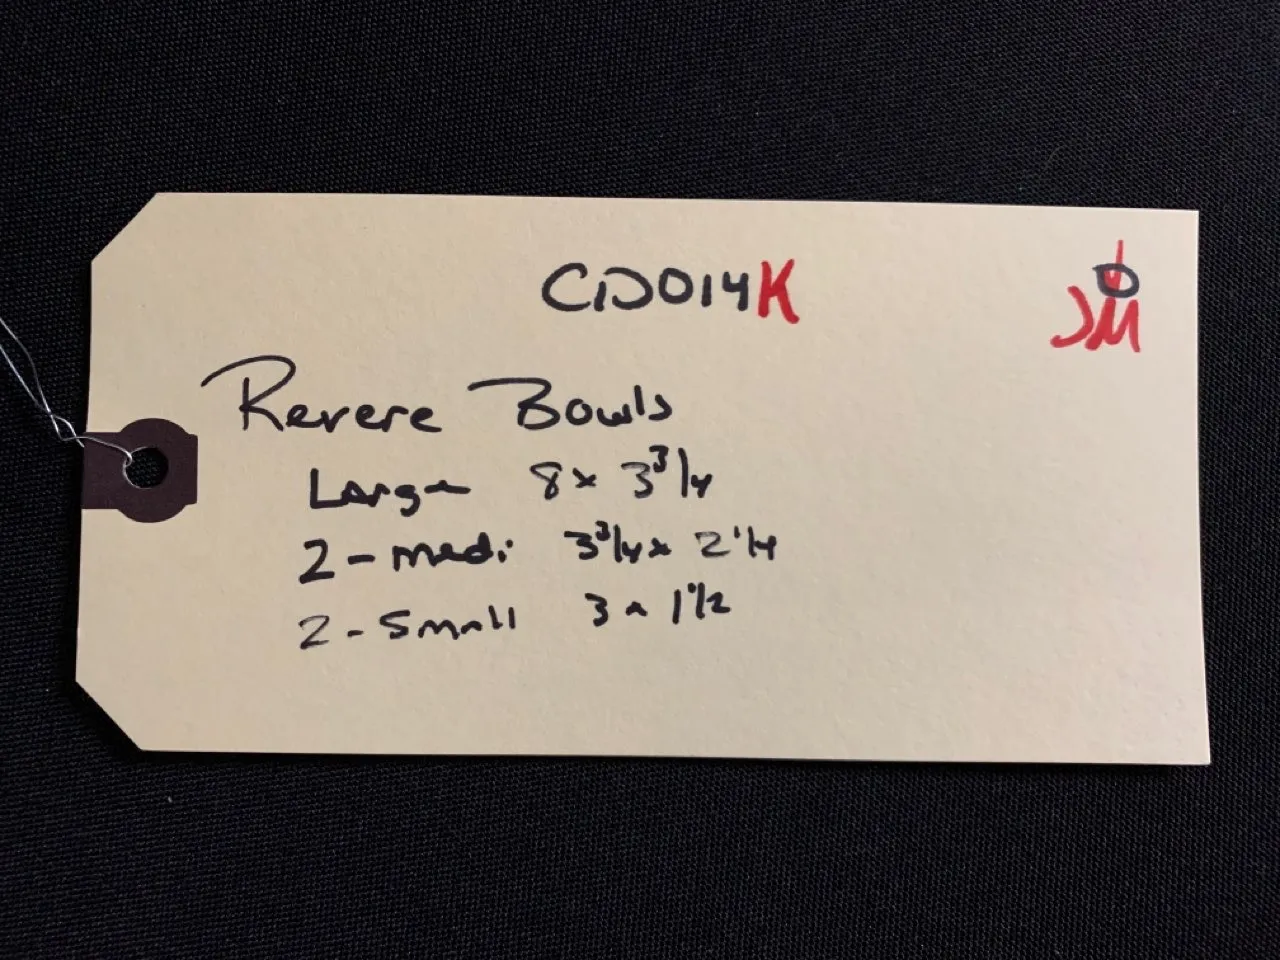 CD014K
JM
Revere Bowls
Large 8 x 3 3/4
2 - medi 3 3/4 x 2 1/4
2 - Small 3 x 1 1/2